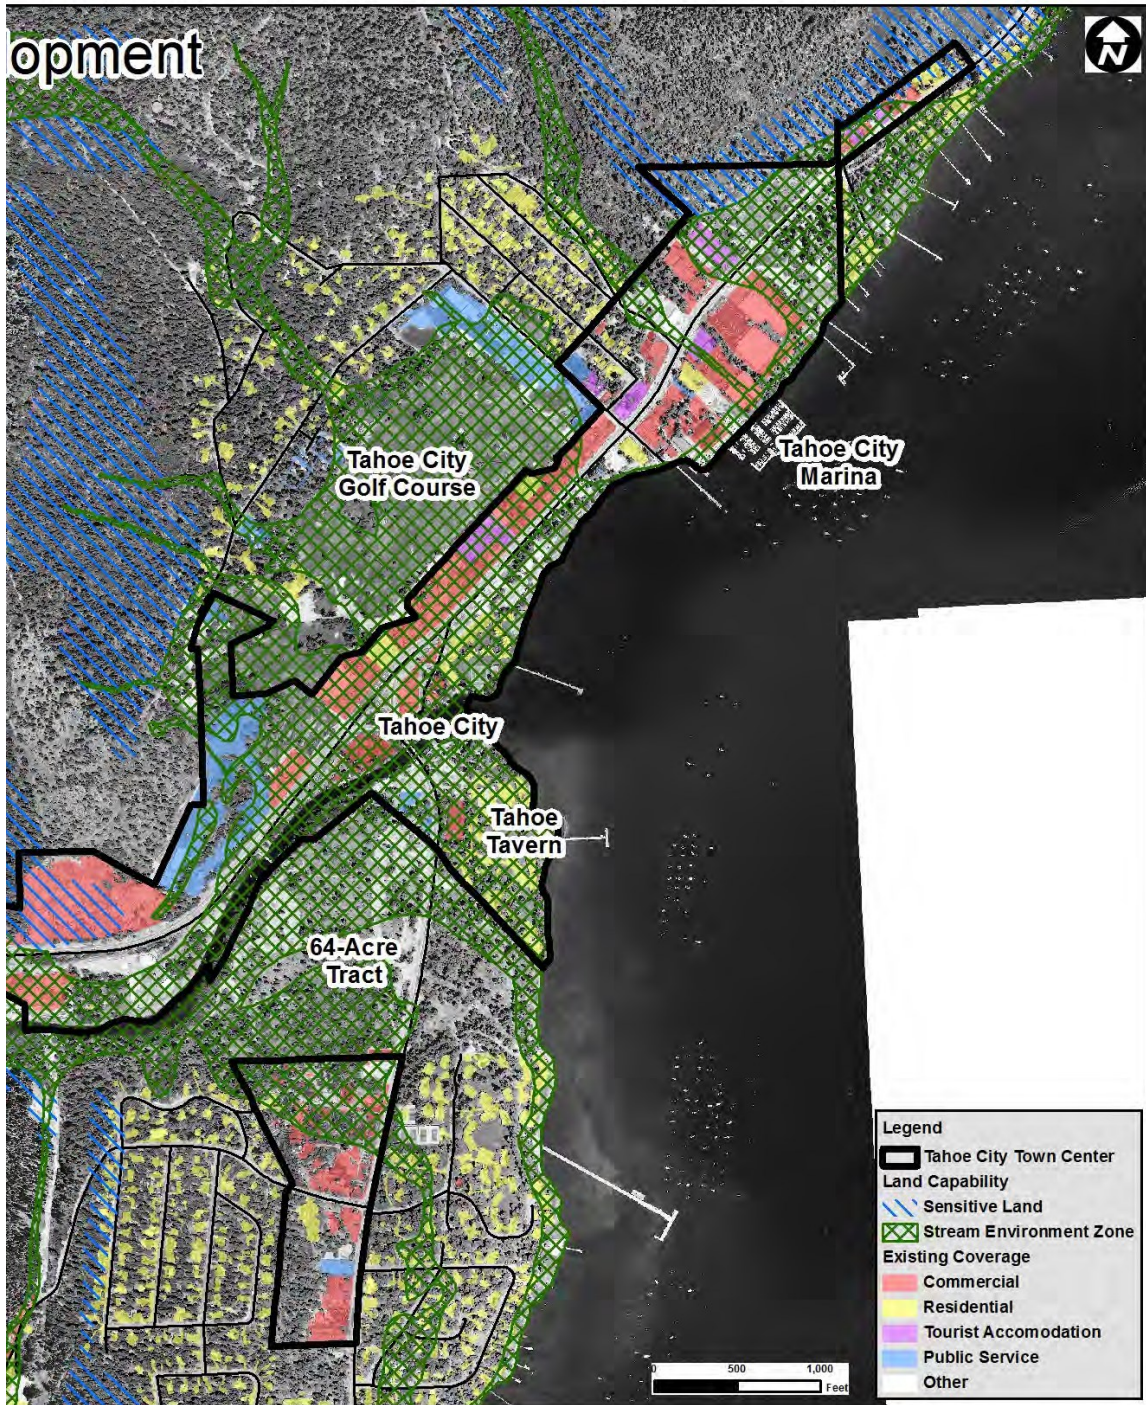 opment
N
Tahoe City
Golf Course
Tahoe City
Marina
Tahoe City
Tahoe
Tavern
64-Acre
Tract
Legend
Tahoe City Town Center
Land Capability
Sensitive Land
Stream Environment Zone
Existing Coverage
Commercial
Residential
Tourist Accomodation
Public Service
Other
0 500 1,000
Feet